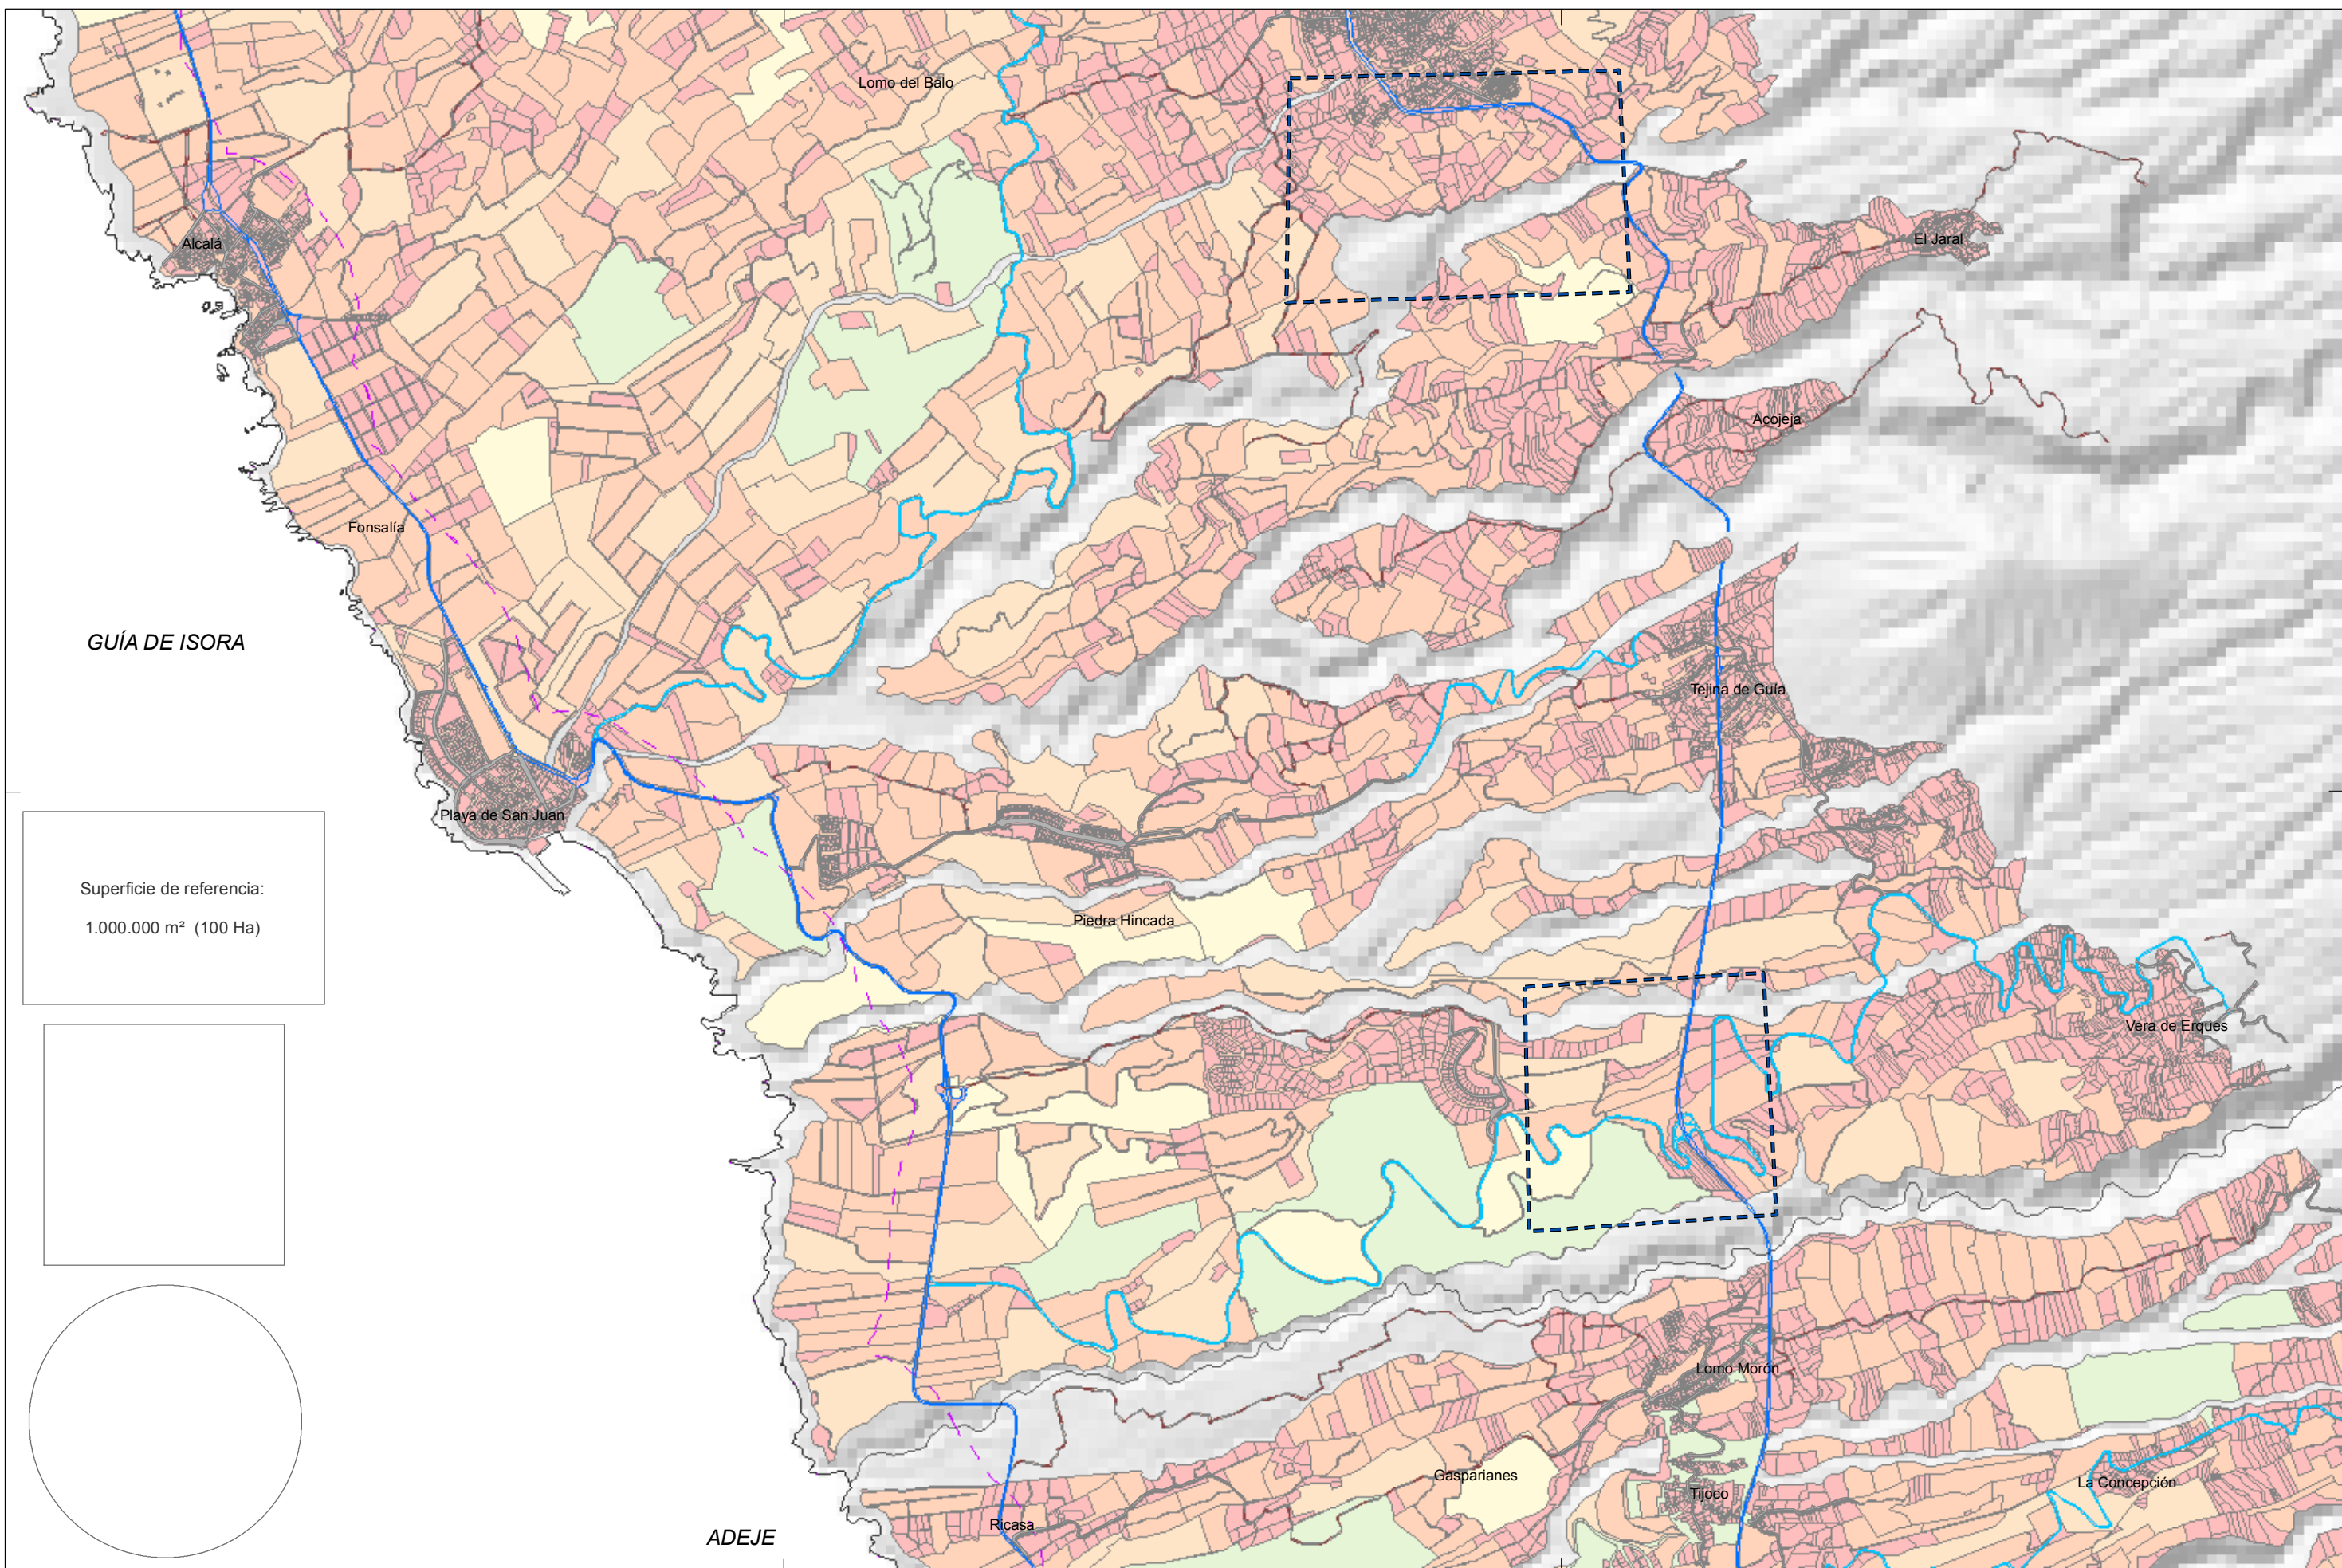 Lomo del Balo
Alcalá
El Jaral
Acojeja
Fonsalía
GUÍA DE ISORA
Tejina de Guía
Playa de San Juan
Superficie de referencia:
1.000.000 m² (100 Ha)
Piedra Hincada
Vera de Erques
Lomo Morón
Gasparianes
La Concepción
Tijoco
Ricasa
ADEJE